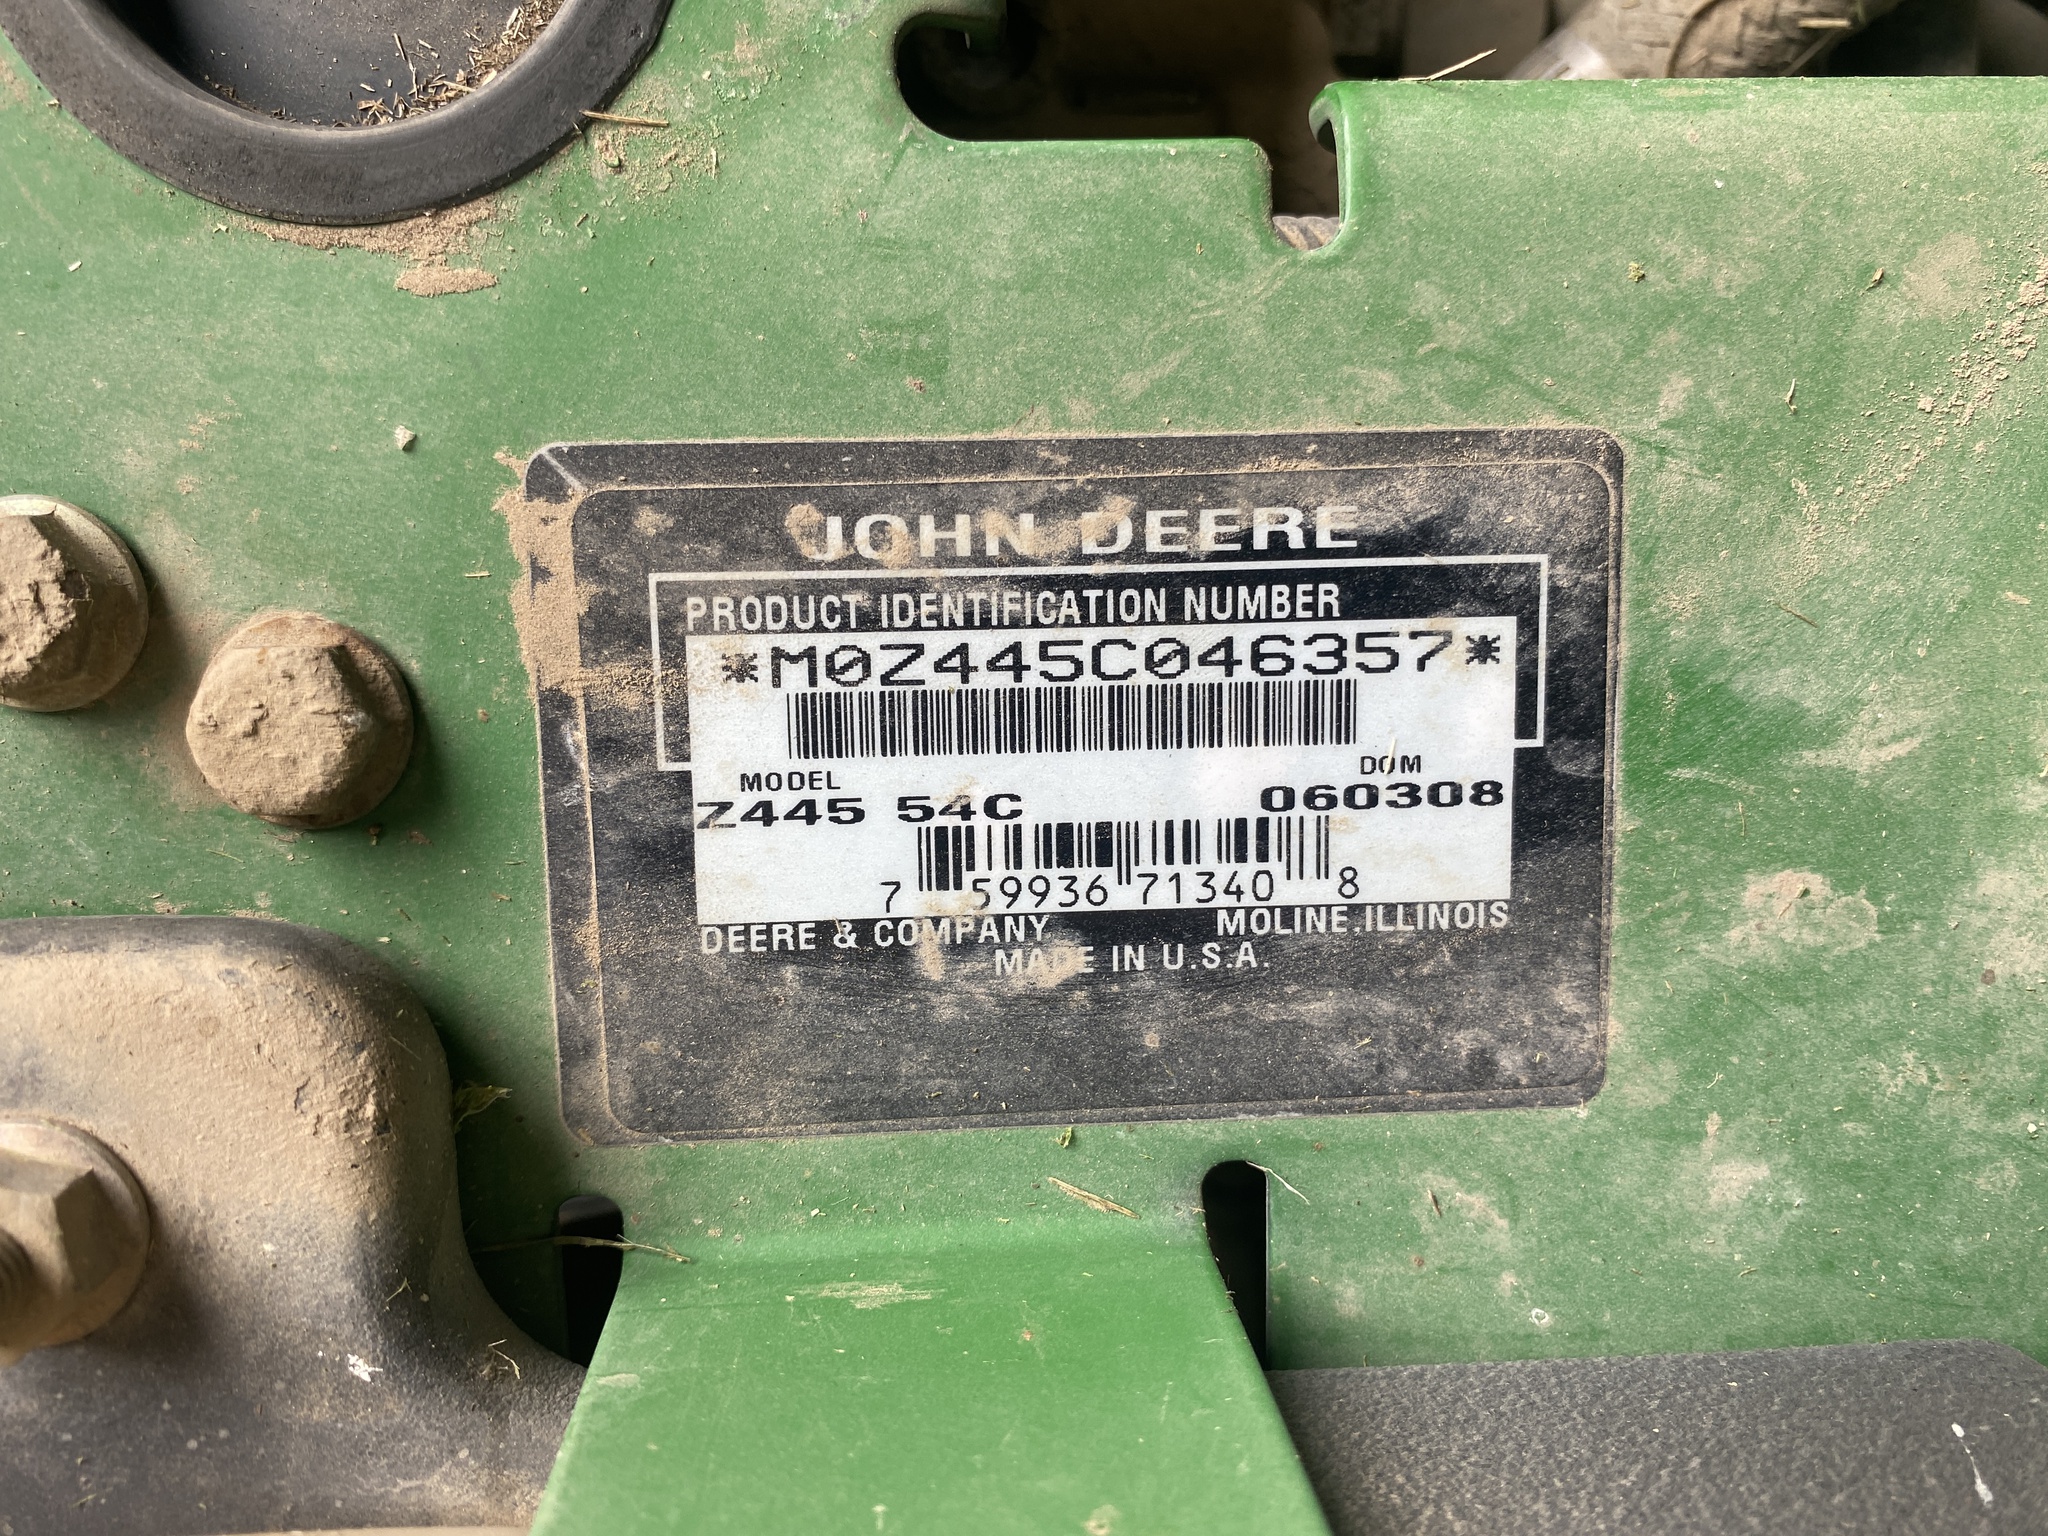 JOHN DEERE
PRODUCT IDENTIFICATION NUMBER
*M0Z445C046357*
MODEL
DOM
Z445 54C
060308
7 59936 71340 8
DEERE & COMPANY
MOLINE, ILLINOIS
MADE IN U.S.A.